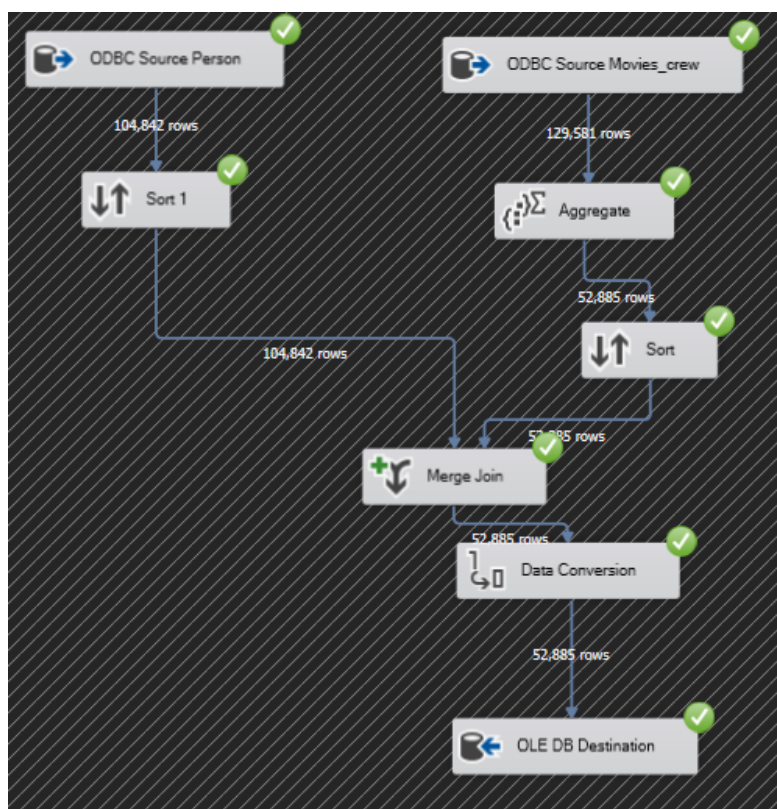 ODBC Source Person
ODBC Source Movies_crew
104,842 rows
129,581 rows
Sort 1
Aggregate
52,885 rows
104,842 rows
Sort
52,885 rows
Merge Join
52,885 rows
Data Conversion
52,885 rows
OLE DB Destination